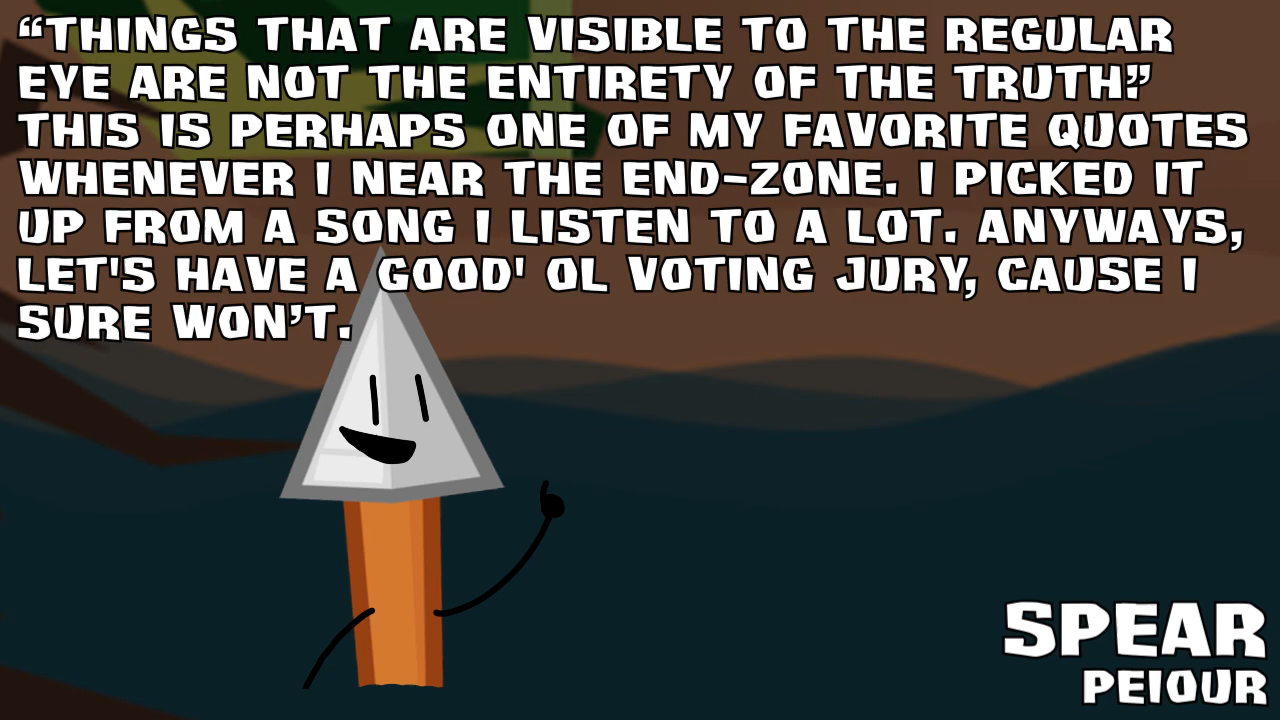 “THINGS THAT ARE VISIBLE TO THE REGULAR
EYE ARE NOT THE ENTIRETY OF THE TRUTH.”
THIS IS PERHAPS ONE OF MY FAVORITE QUOTES
WHENEVER I NEAR THE END-ZONE. I PICKED IT
UP FROM A SONG I LISTEN TO A LOT. ANYWAYS,
LET'S HAVE A GOOD' OL VOTING JURY, CAUSE I
SURE WON’T.
SPEAR
PEIOUR